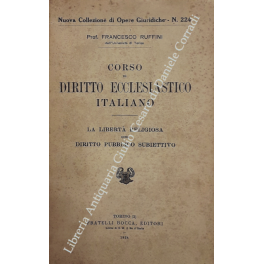 Nuova Collezione di Opere Giuridiche - N. 224
Prof. FRANCESCO RUFFINI
CORSO
DI
DIRITTO ECCLESIASTICO
ITALIANO
LA LIBERTÀ RELIGIOSA
COME
DIRITTO PUBBLICO SUBIETTIVO
TORINO
FRATELLI BOCCA, EDITORI
Libreria Antiquaria Giulio Cesare di Daniele Corradi